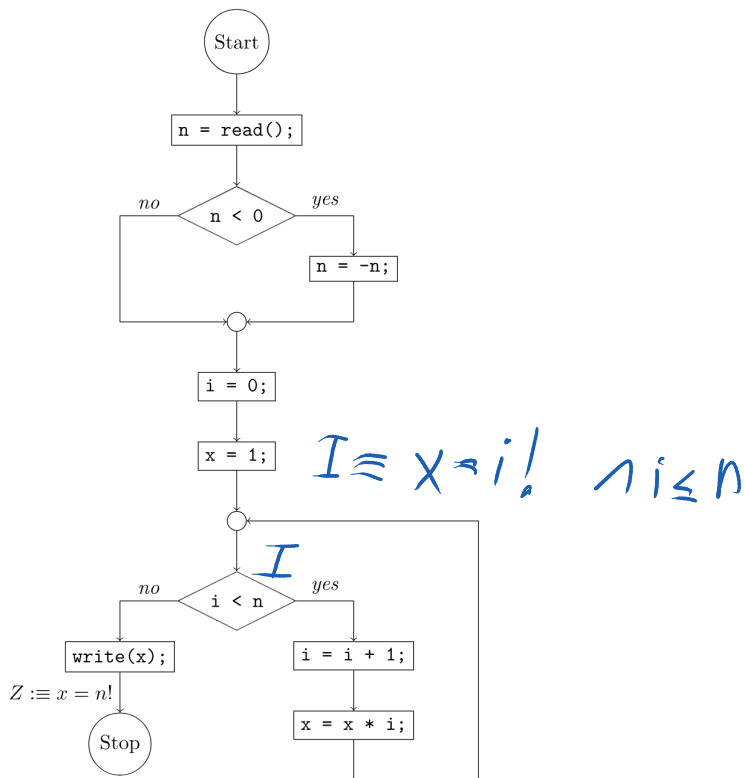 Start
n = read();
no
n < 0
yes
n = -n;
i = 0;
x = 1;
I ≡ x = i! ∧ i ≤ n
I
no
i < n
yes
write(x);
i = i + 1;
Z :≡ x = n!
x = x * i;
Stop